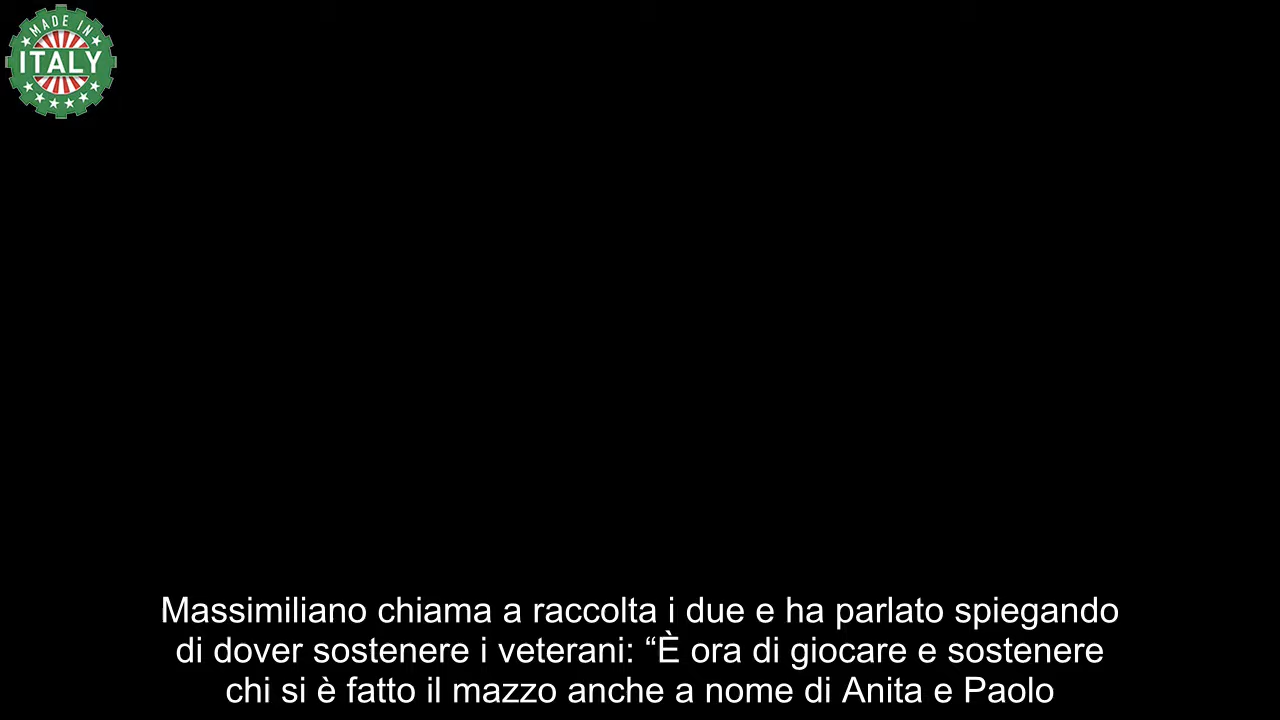 MADE IN
ITALY
Massimiliano chiama a raccolta i due e ha parlato spiegando
di dover sostenere i veterani: “È ora di giocare e sostenere
chi si è fatto il mazzo anche a nome di Anita e Paolo